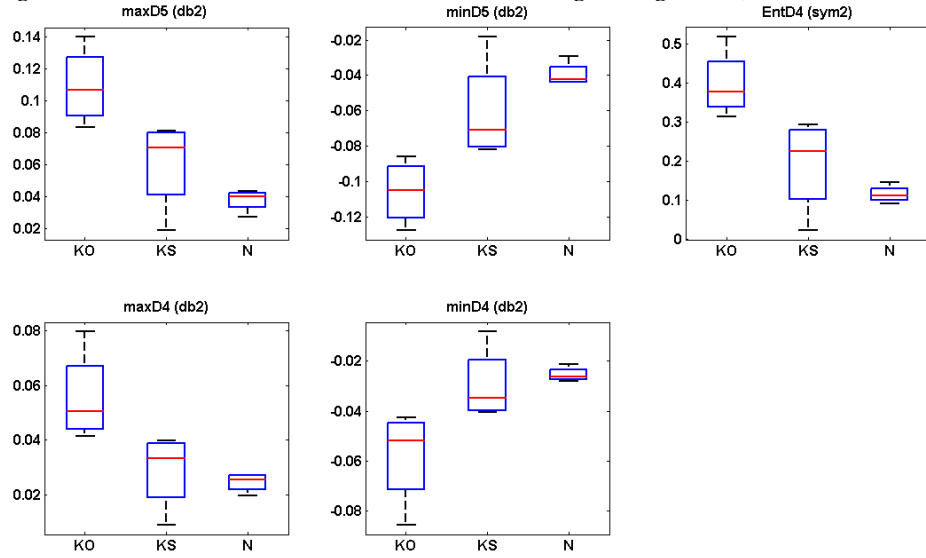 maxD5 (db2)
0.14
0.12
0.1
0.08
0.06
0.04
0.02
KO KS N
minD5 (db2)
-0.02
-0.04
-0.06
-0.08
-0.1
-0.12
KO KS N
EntD4 (sym2)
0.5
0.4
0.3
0.2
0.1
0
KO KS N
maxD4 (db2)
0.08
0.06
0.04
0.02
KO KS N
minD4 (db2)
-0.02
-0.04
-0.06
-0.08
KO KS N